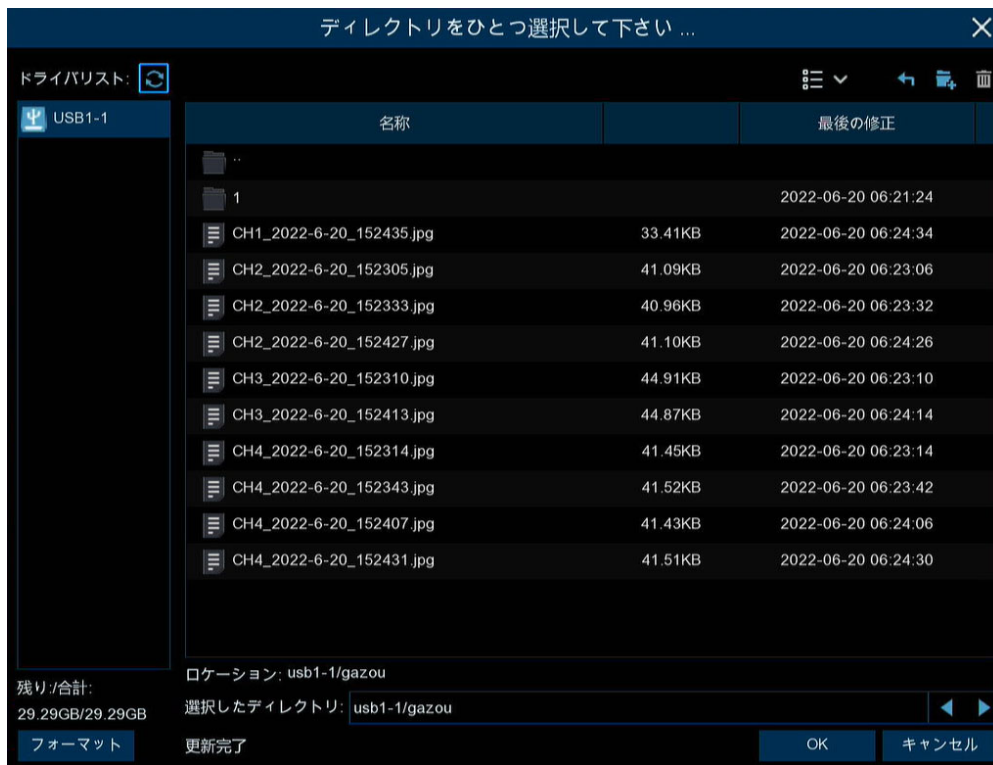 ディレクトリをひとつ選択して下さい ...
ドライバリスト:
USB1-1
名称 最後の修正
..
1 2022-06-20 06:21:24
CH1_2022-6-20_152435.jpg 33.41KB 2022-06-20 06:24:34
CH2_2022-6-20_152305.jpg 41.09KB 2022-06-20 06:23:06
CH2_2022-6-20_152333.jpg 40.96KB 2022-06-20 06:23:32
CH2_2022-6-20_152427.jpg 41.10KB 2022-06-20 06:24:26
CH3_2022-6-20_152310.jpg 44.91KB 2022-06-20 06:23:10
CH3_2022-6-20_152413.jpg 44.87KB 2022-06-20 06:24:14
CH4_2022-6-20_152314.jpg 41.45KB 2022-06-20 06:23:14
CH4_2022-6-20_152343.jpg 41.52KB 2022-06-20 06:23:42
CH4_2022-6-20_152407.jpg 41.43KB 2022-06-20 06:24:06
CH4_2022-6-20_152431.jpg 41.51KB 2022-06-20 06:24:30
ロケーション: usb1-1/gazou
残り:/合計:
29.29GB/29.29GB
選択したディレクトリ: usb1-1/gazou
フォーマット 更新完了 OK キャンセル